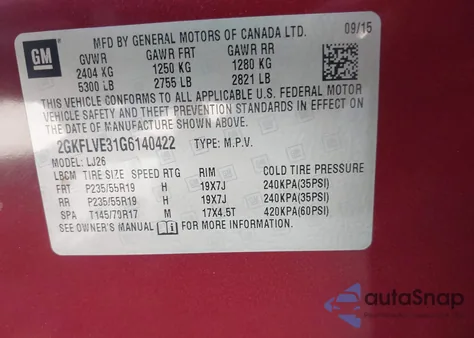 GM
MFD BY GENERAL MOTORS OF CANADA LTD. 09/15
GVWR GAWR FRT GAWR RR
2404 KG 1250 KG 1280 KG
5300 LB 2755 LB 2821 LB
THIS VEHICLE CONFORMS TO ALL APPLICABLE U.S. FEDERAL MOTOR
VEHICLE SAFETY AND THEFT PREVENTION STANDARDS IN EFFECT ON
THE DATE OF MANUFACTURE SHOWN ABOVE.
2GKFLVE31G6140422 TYPE: M.P.V.
MODEL: LJ26
LBCM TIRE SIZE SPEED RTG RIM COLD TIRE PRESSURE
FRT P235/55R19 H 19X7J 240KPA(35PSI)
RR P235/55R19 H 19X7J 240KPA(35PSI)
SPA T145/70R17 M 17X4.5T 420KPA(60PSI)
SEE OWNER'S MANUAL FOR MORE INFORMATION.
autoSnap